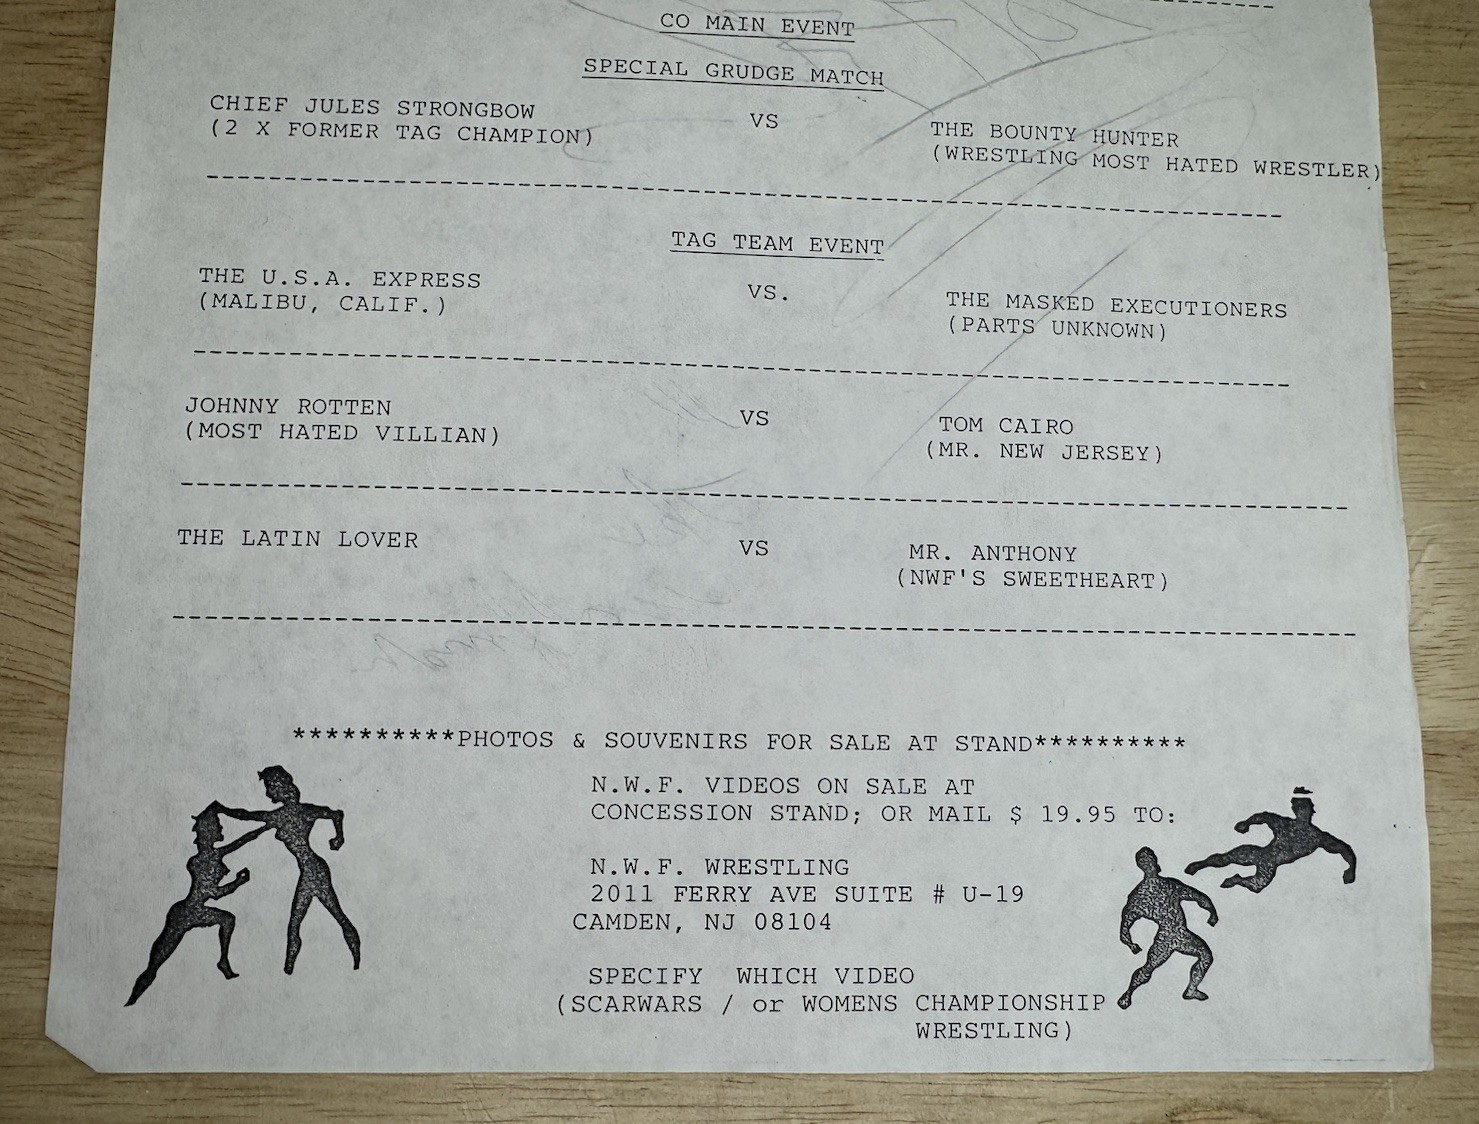 CO MAIN EVENT
SPECIAL GRUDGE MATCH
CHIEF JULES STRONGBOW VS THE BOUNTY HUNTER
(2 X FORMER TAG CHAMPION) (WRESTLING MOST HATED WRESTLER)
--------------------------------------------------
TAG TEAM EVENT
THE U.S.A. EXPRESS VS. THE MASKED EXECUTIONERS
(MALIBU, CALIF.) (PARTS UNKNOWN)
--------------------------------------------------
JOHNNY ROTTEN VS TOM CAIRO
(MOST HATED VILLIAN) (MR. NEW JERSEY)
--------------------------------------------------
THE LATIN LOVER VS MR. ANTHONY
(NWF'S SWEETHEART)
--------------------------------------------------
**********PHOTOS & SOUVENIRS FOR SALE AT STAND**********
N.W.F. VIDEOS ON SALE AT
CONCESSION STAND; OR MAIL $ 19.95 TO:
N.W.F. WRESTLING
2011 FERRY AVE SUITE # U-19
CAMDEN, NJ 08104
SPECIFY WHICH VIDEO
(SCARWARS / or WOMENS CHAMPIONSHIP
WRESTLING)